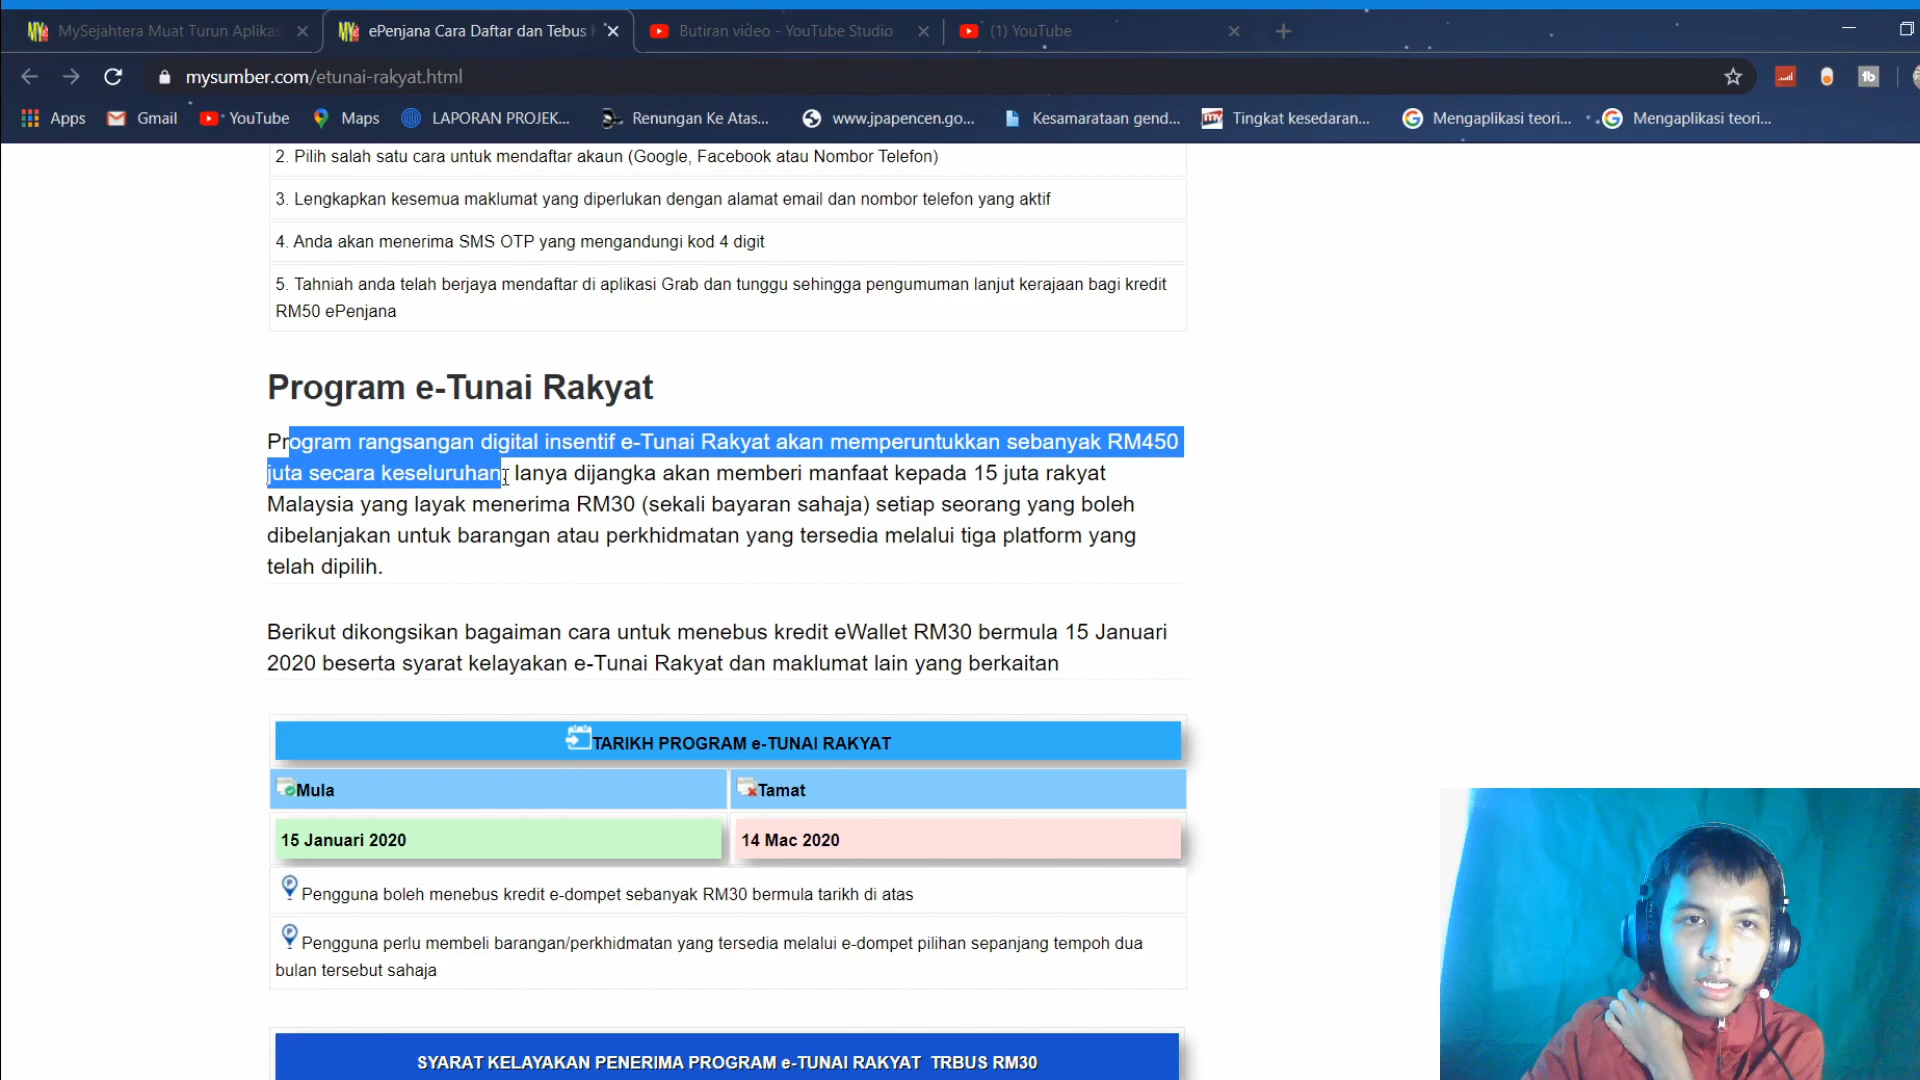 MySejahtera Muat Turun Aplikas
ePenjana Cara Daftar dan Tebus
Butiran video - YouTube Studio
(1) YouTube
mysumber.com/etunai-rakyat.html
Apps
Gmail
YouTube
Maps
LAPORAN PROJEK...
Renungan Ke Atas...
www.jpapencen.go...
Kesamarataan gend...
Tingkat kesedaran...
Mengaplikasi teori...
Mengaplikasi teori...
2. Pilih salah satu cara untuk mendaftar akaun (Google, Facebook atau Nombor Telefon)
3. Lengkapkan kesemua maklumat yang diperlukan dengan alamat email dan nombor telefon yang aktif
4. Anda akan menerima SMS OTP yang mengandungi kod 4 digit
5. Tahniah anda telah berjaya mendaftar di aplikasi Grab dan tunggu sehingga pengumuman lanjut kerajaan bagi kredit
RM50 ePenjana
Program e-Tunai Rakyat
Program rangsangan digital insentif e-Tunai Rakyat akan memperuntukkan sebanyak RM450
juta secara keseluruhan. Ianya dijangka akan memberi manfaat kepada 15 juta rakyat
Malaysia yang layak menerima RM30 (sekali bayaran sahaja) setiap seorang yang boleh
dibelanjakan untuk barangan atau perkhidmatan yang tersedia melalui tiga platform yang
telah dipilih.
Berikut dikongsikan bagaiman cara untuk menebus kredit eWallet RM30 bermula 15 Januari
2020 beserta syarat kelayakan e-Tunai Rakyat dan maklumat lain yang berkaitan
TARIKH PROGRAM e-TUNAI RAKYAT
Mula
Tamat
15 Januari 2020
14 Mac 2020
Pengguna boleh menebus kredit e-dompet sebanyak RM30 bermula tarikh di atas
Pengguna perlu membeli barangan/perkhidmatan yang tersedia melalui e-dompet pilihan sepanjang tempoh dua
bulan tersebut sahaja
SYARAT KELAYAKAN PENERIMA PROGRAM e-TUNAI RAKYAT TRBUS RM30